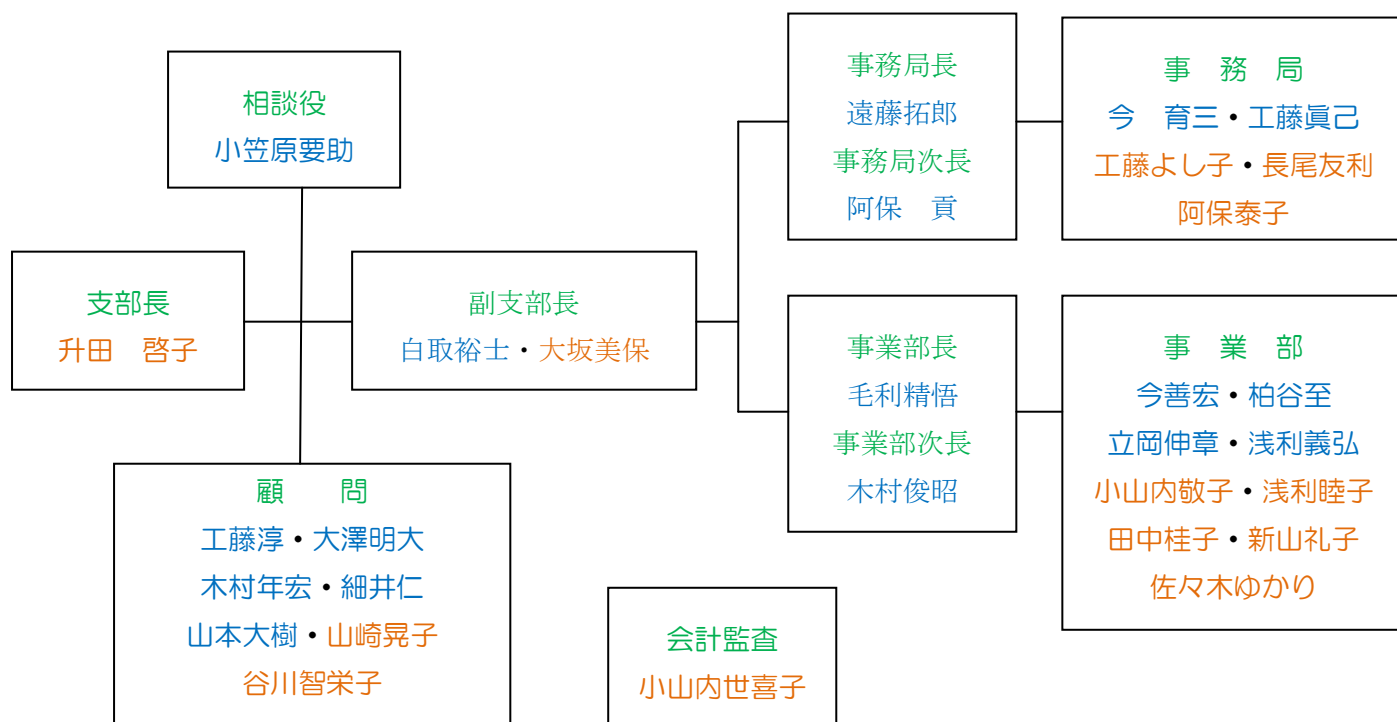 相談役
小笠原要助
支部長
升田　啓子
副支部長
白取裕士・大坂美保
顧　　問
工藤淳・大澤明大
木村年宏・細井仁
山本大樹・山崎晃子
谷川智栄子
事務局長
遠藤拓郎
事務局次長
阿保　貢
事　務　局
今　育三・工藤眞己
工藤よし子・長尾友利
阿保泰子
事業部長
毛利精悟
事業部次長
木村俊昭
事　業　部
今善宏・柏谷至
立岡伸章・浅利義弘
小山内敬子・浅利睦子
田中桂子・新山礼子
佐々木ゆかり
会計監査
小山内世喜子